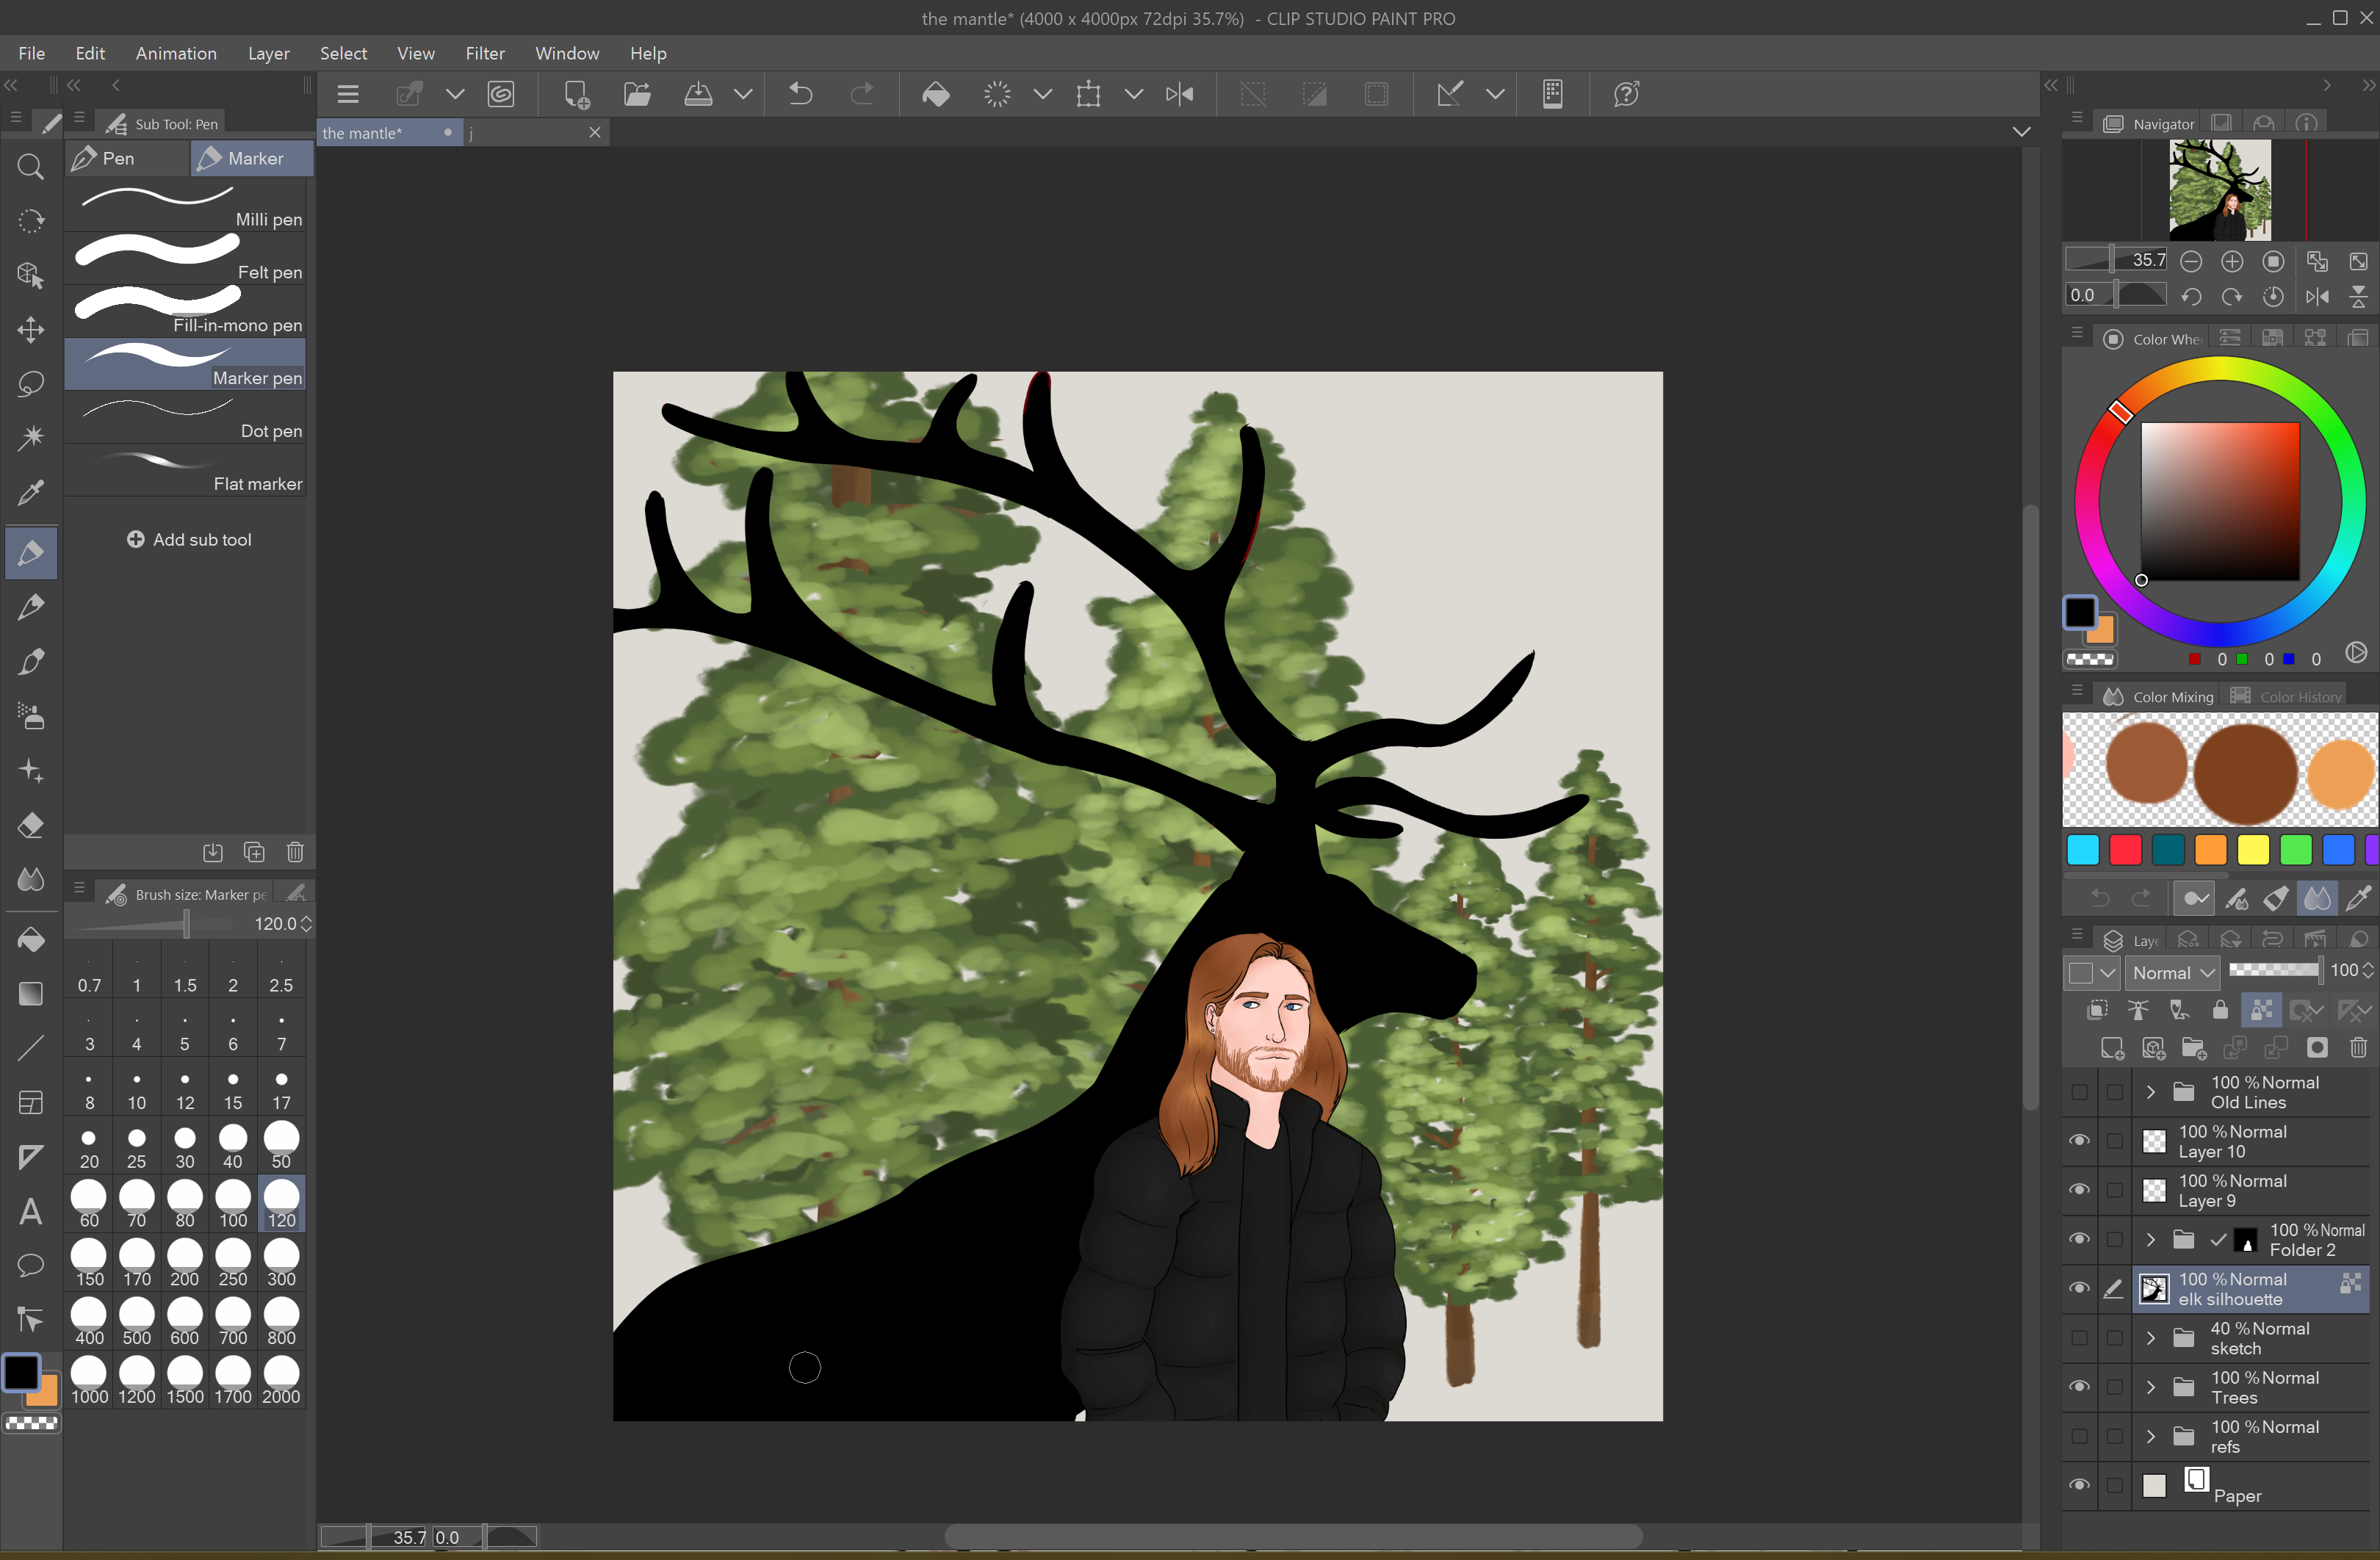 the mantle* (4000 x 4000px 72dpi 35.7%) - CLIP STUDIO PAINT PRO
File Edit Animation Layer Select View Filter Window Help
Sub Tool: Pen
the mantle* j
Pen Marker
Milli pen
Felt pen
Fill-in-mono pen
Marker pen
Dot pen
Flat marker
Add sub tool
Brush size: Marker pe
120.0
0.7 1 1.5 2 2.5
3 4 5 6 7
8 10 12 15 17
20 25 30 40 50
60 70 80 100 120
150 170 200 250 300
400 500 600 700 800
1000 1200 1500 1700 2000
A
35.7 0.0
Navigator
35.7
0.0
Color Whe
0 0 0
Color Mixing Color History
Laye
Normal 100
100 %Normal
Old Lines
100 %Normal
Layer 10
100 %Normal
Layer 9
100 %Normal
Folder 2
100 %Normal
elk silhouette
40 %Normal
sketch
100 %Normal
Trees
100 %Normal
refs
Paper